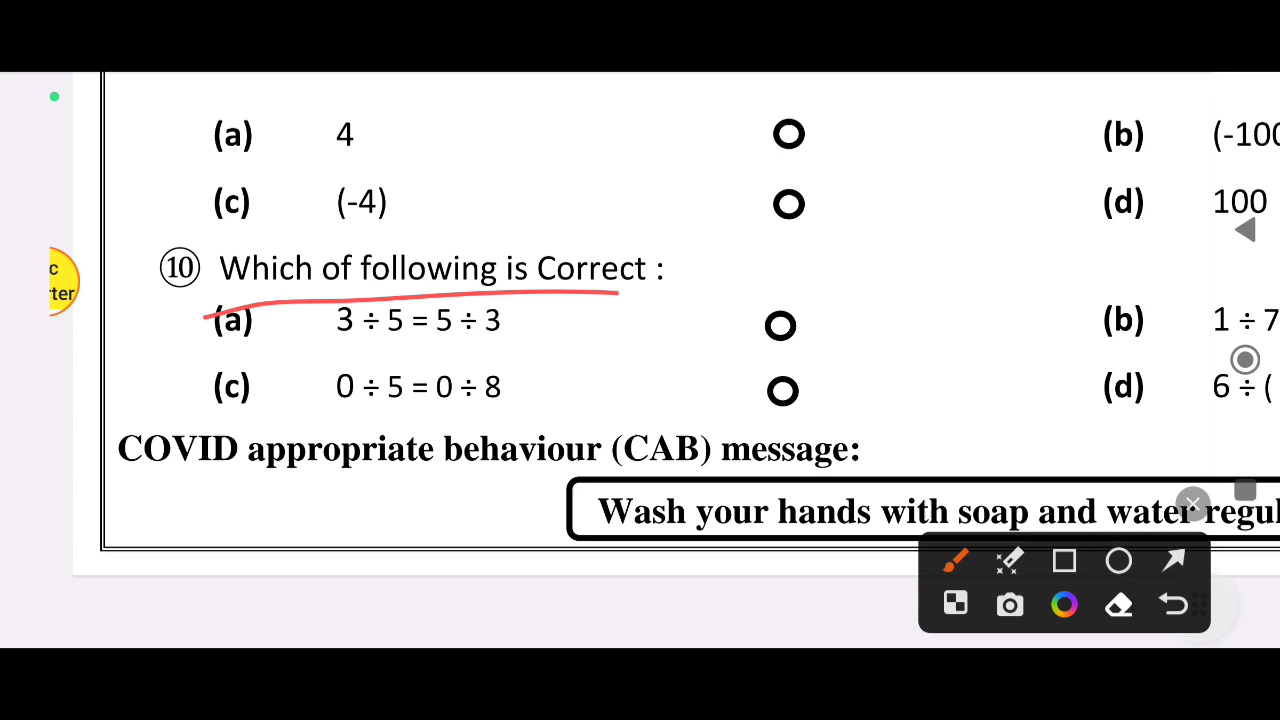 (a) 4 (b) (-100
(c) (-4) (d) 100
⑩ Which of following is Correct :
(a) 3 ÷ 5 = 5 ÷ 3 (b) 1 ÷ 7
(c) 0 ÷ 5 = 0 ÷ 8 (d) 6 ÷ (
COVID appropriate behaviour (CAB) message:
Wash your hands with soap and water regul